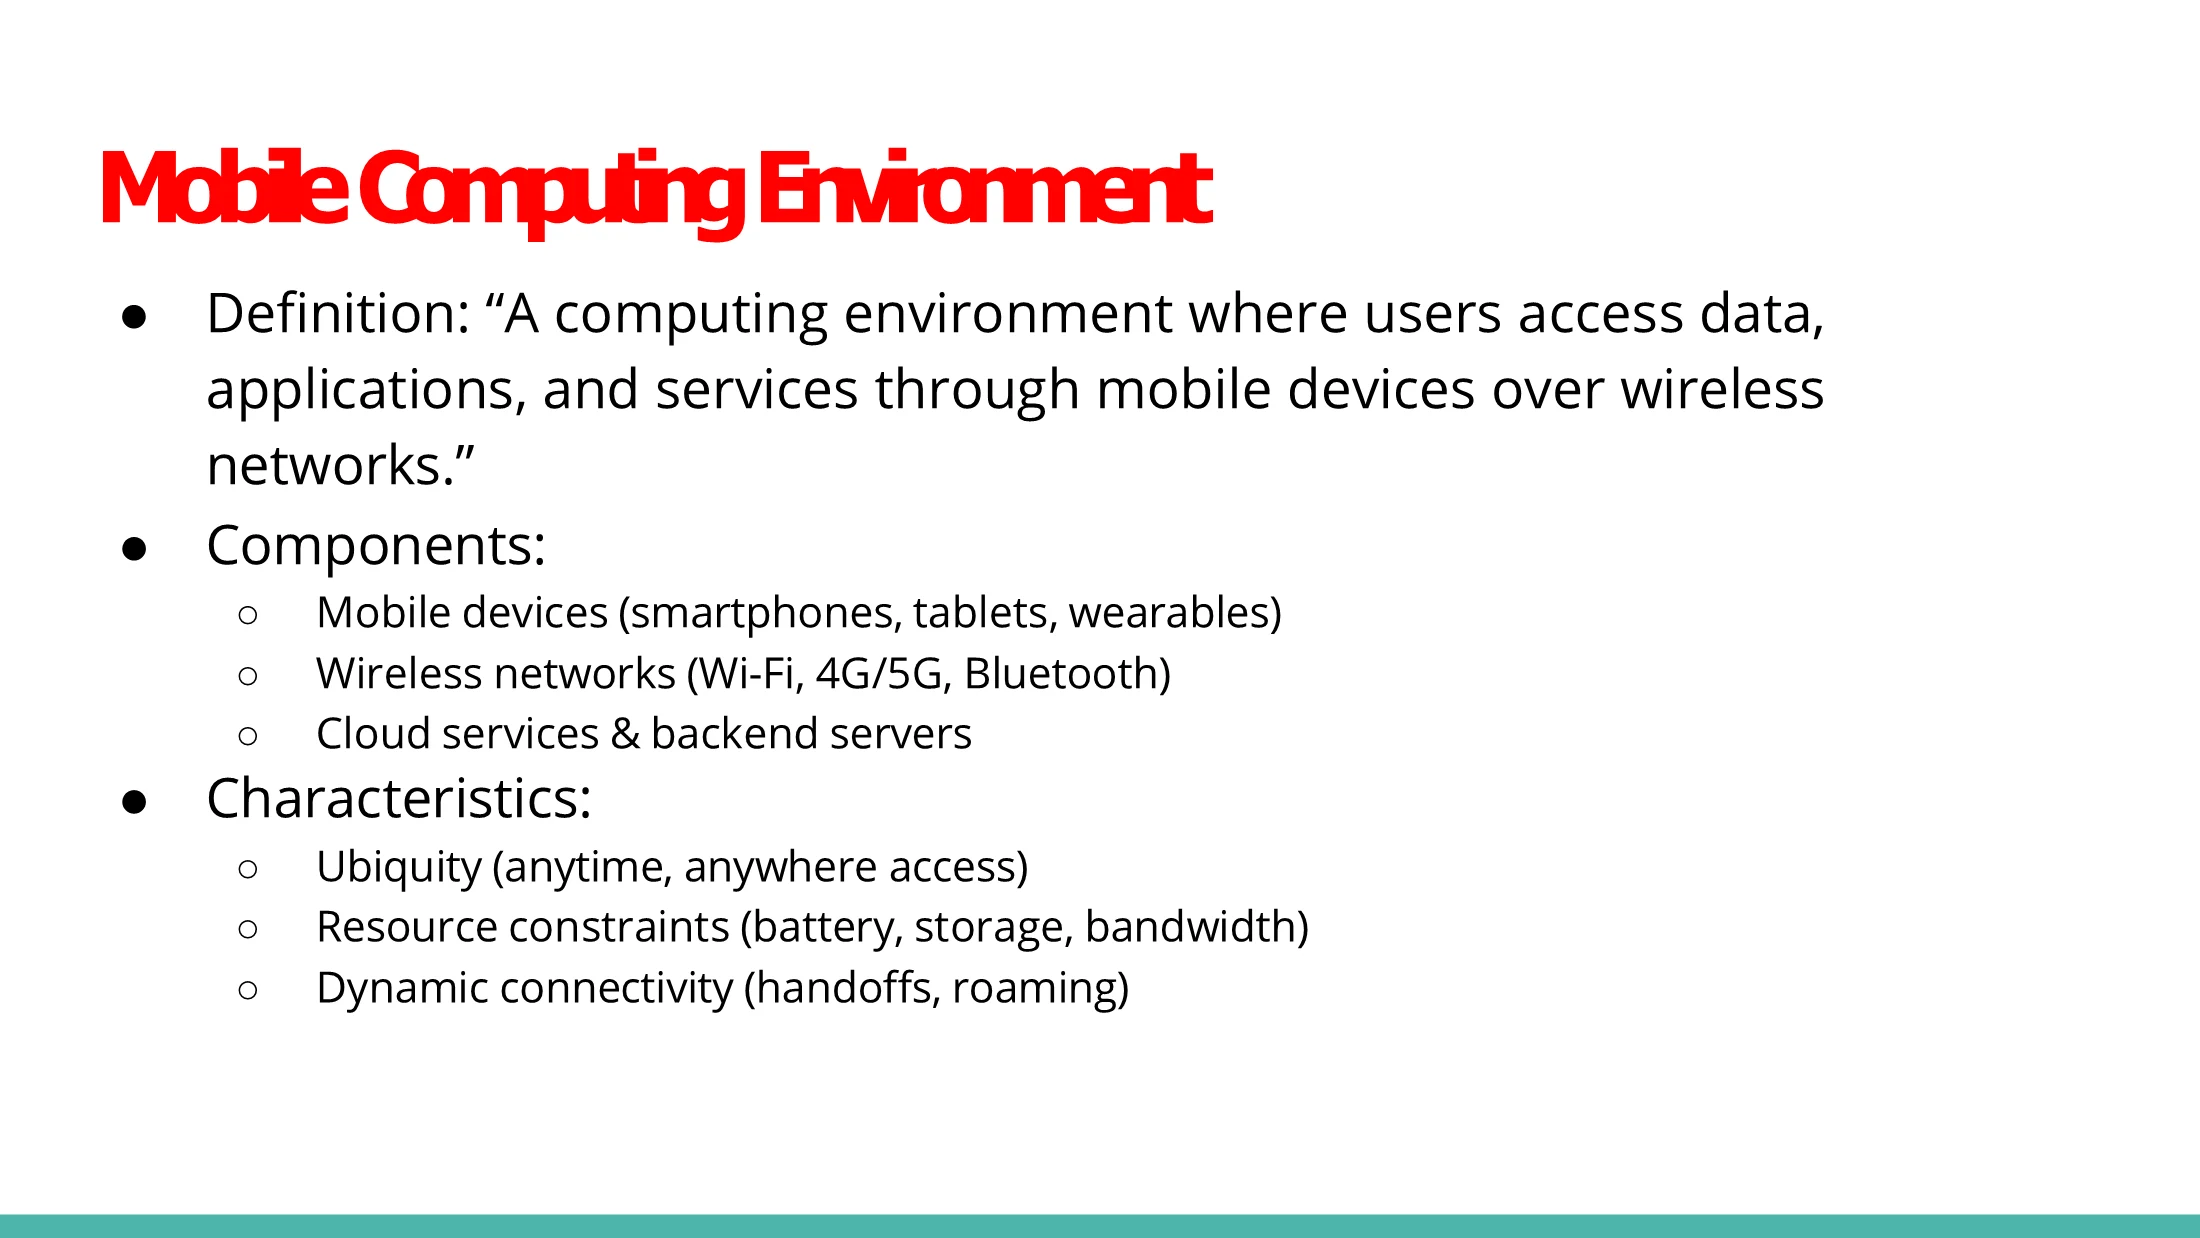 Mobile Computing Environment
● Definition: “A computing environment where users access data,
applications, and services through mobile devices over wireless
networks.”
● Components:
○ Mobile devices (smartphones, tablets, wearables)
○ Wireless networks (Wi-Fi, 4G/5G, Bluetooth)
○ Cloud services & backend servers
● Characteristics:
○ Ubiquity (anytime, anywhere access)
○ Resource constraints (battery, storage, bandwidth)
○ Dynamic connectivity (handoffs, roaming)